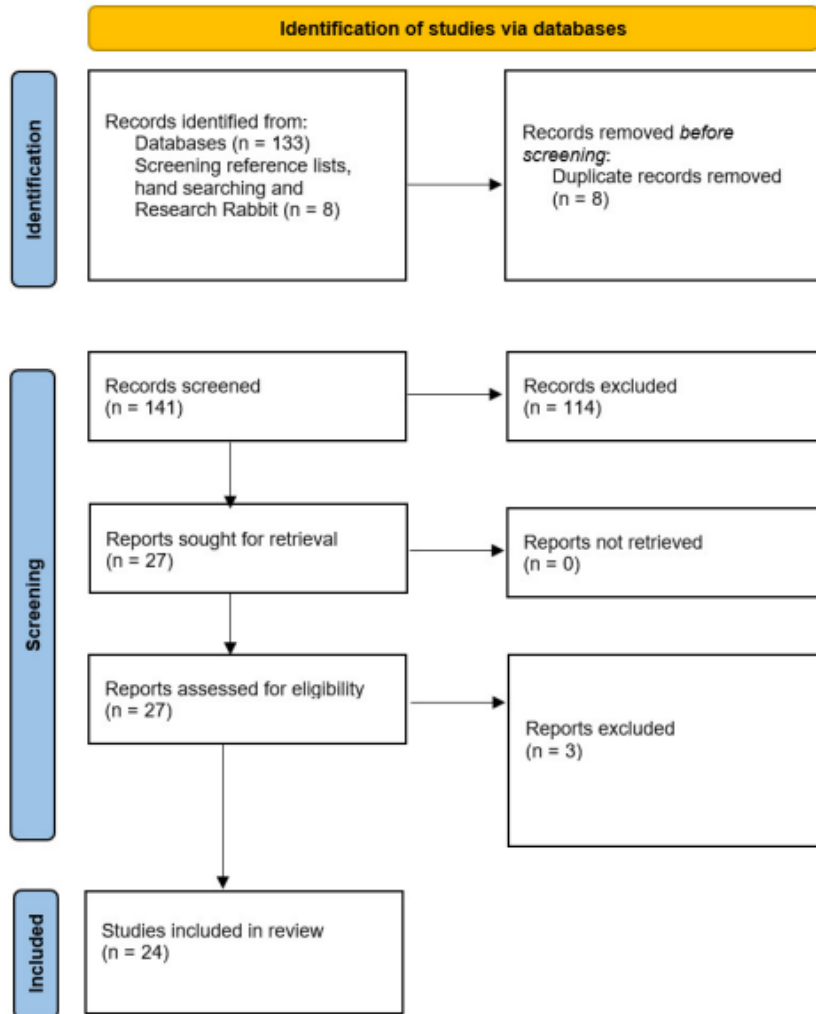 Identification of studies via databases
Identification
Records identified from:
Databases (n = 133)
Screening reference lists,
hand searching and
Research Rabbit (n = 8)
Records removed before
screening:
Duplicate records removed
(n = 8)
Screening
Records screened
(n = 141)
Records excluded
(n = 114)
Reports sought for retrieval
(n = 27)
Reports not retrieved
(n = 0)
Reports assessed for eligibility
(n = 27)
Reports excluded
(n = 3)
Included
Studies included in review
(n = 24)